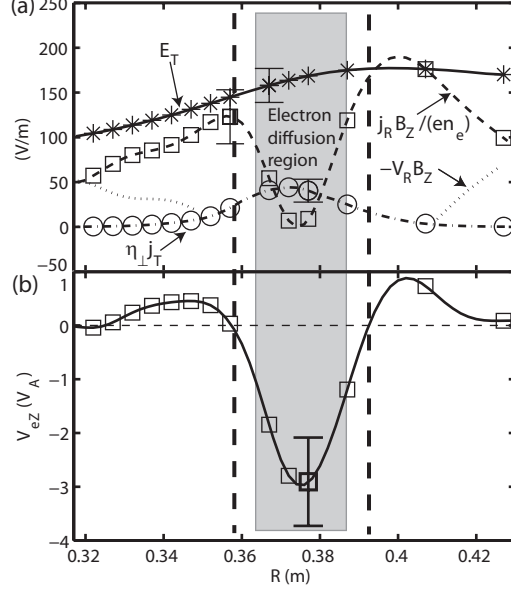 (a)
250
200
150
100
50
0
−50
(V/m)
E_T
Electron
diffusion
region
j_R B_Z /(en_e)
−V_R B_Z
η_⊥ j_T
(b)
1
0
−1
−2
−3
−4
V_eZ (V_A)
0.32 0.34 0.36 0.38 0.4 0.42
R (m)